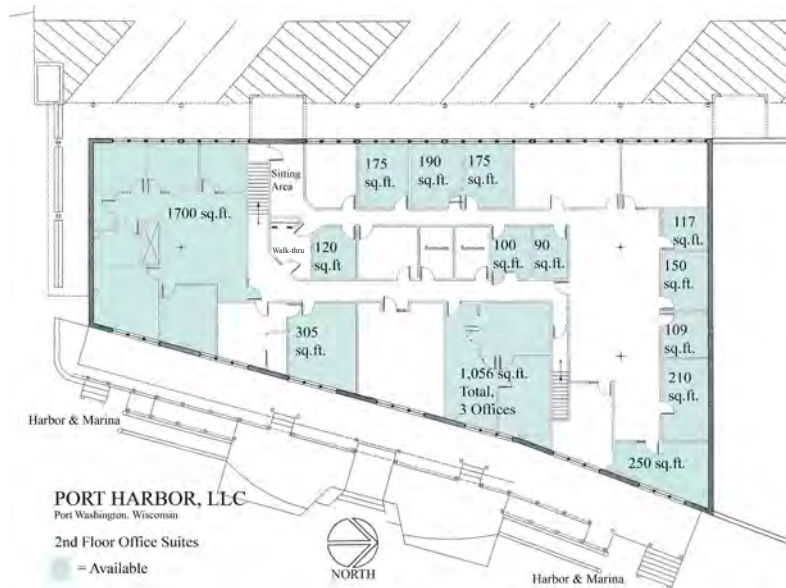 175
sq.ft.
190
sq.ft.
175
sq.ft.
Sitting
Area
1700 sq.ft.
117
sq.ft.
120
sq.ft
Walk-thru
Restroom
Restroom
100
sq.ft.
90
sq.ft.
150
sq.ft.
305
sq.ft.
109
sq.ft.
1,056 sq.ft.
Total,
3 Offices
210
sq.ft.
Harbor & Marina
250 sq.ft.
PORT HARBOR, LLC
Port Washington, Wisconsin
2nd Floor Office Suites
= Available
NORTH
Harbor & Marina